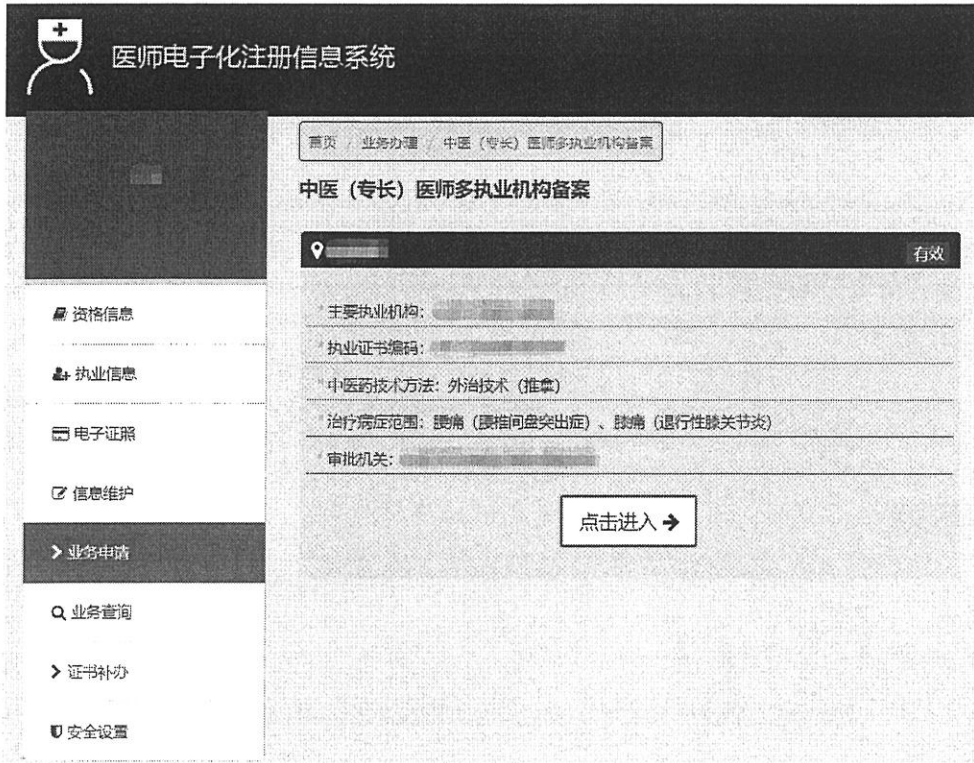 医师电子化注册信息系统
首页 / 业务办理 / 中医（专长）医师多执业机构备案
中医（专长）医师多执业机构备案
有效
资格信息
执业信息
电子证照
信息维护
业务申请
业务查询
证书补办
安全设置
*主要执业机构：
*执业证书编码：
*中医药技术方法：外治技术（推拿）
*治疗病症范围：腰痛（腰椎间盘突出症）、膝痛（退行性膝关节炎）
*审批机关：
点击进入